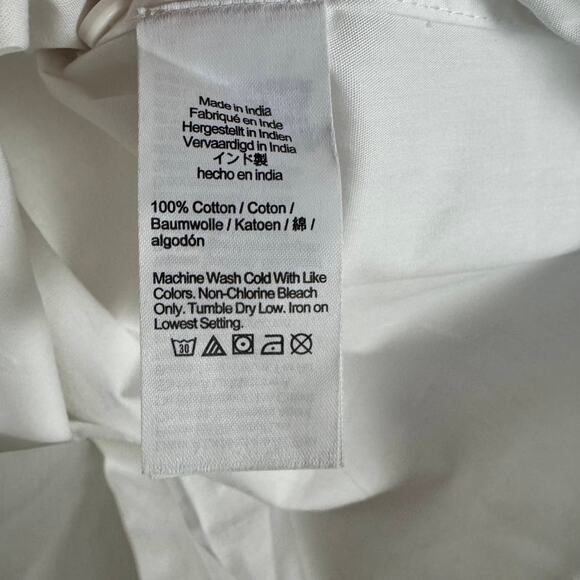 Made in India
Fabriqué en Inde
Hergestellt in Indien
Vervaardigd in India
インド製
hecho en india
100% Cotton / Coton /
Baumwolle / Katoen / 綿 /
algodón
Machine Wash Cold With Like
Colors. Non-Chlorine Bleach
Only. Tumble Dry Low. Iron on
Lowest Setting.
30